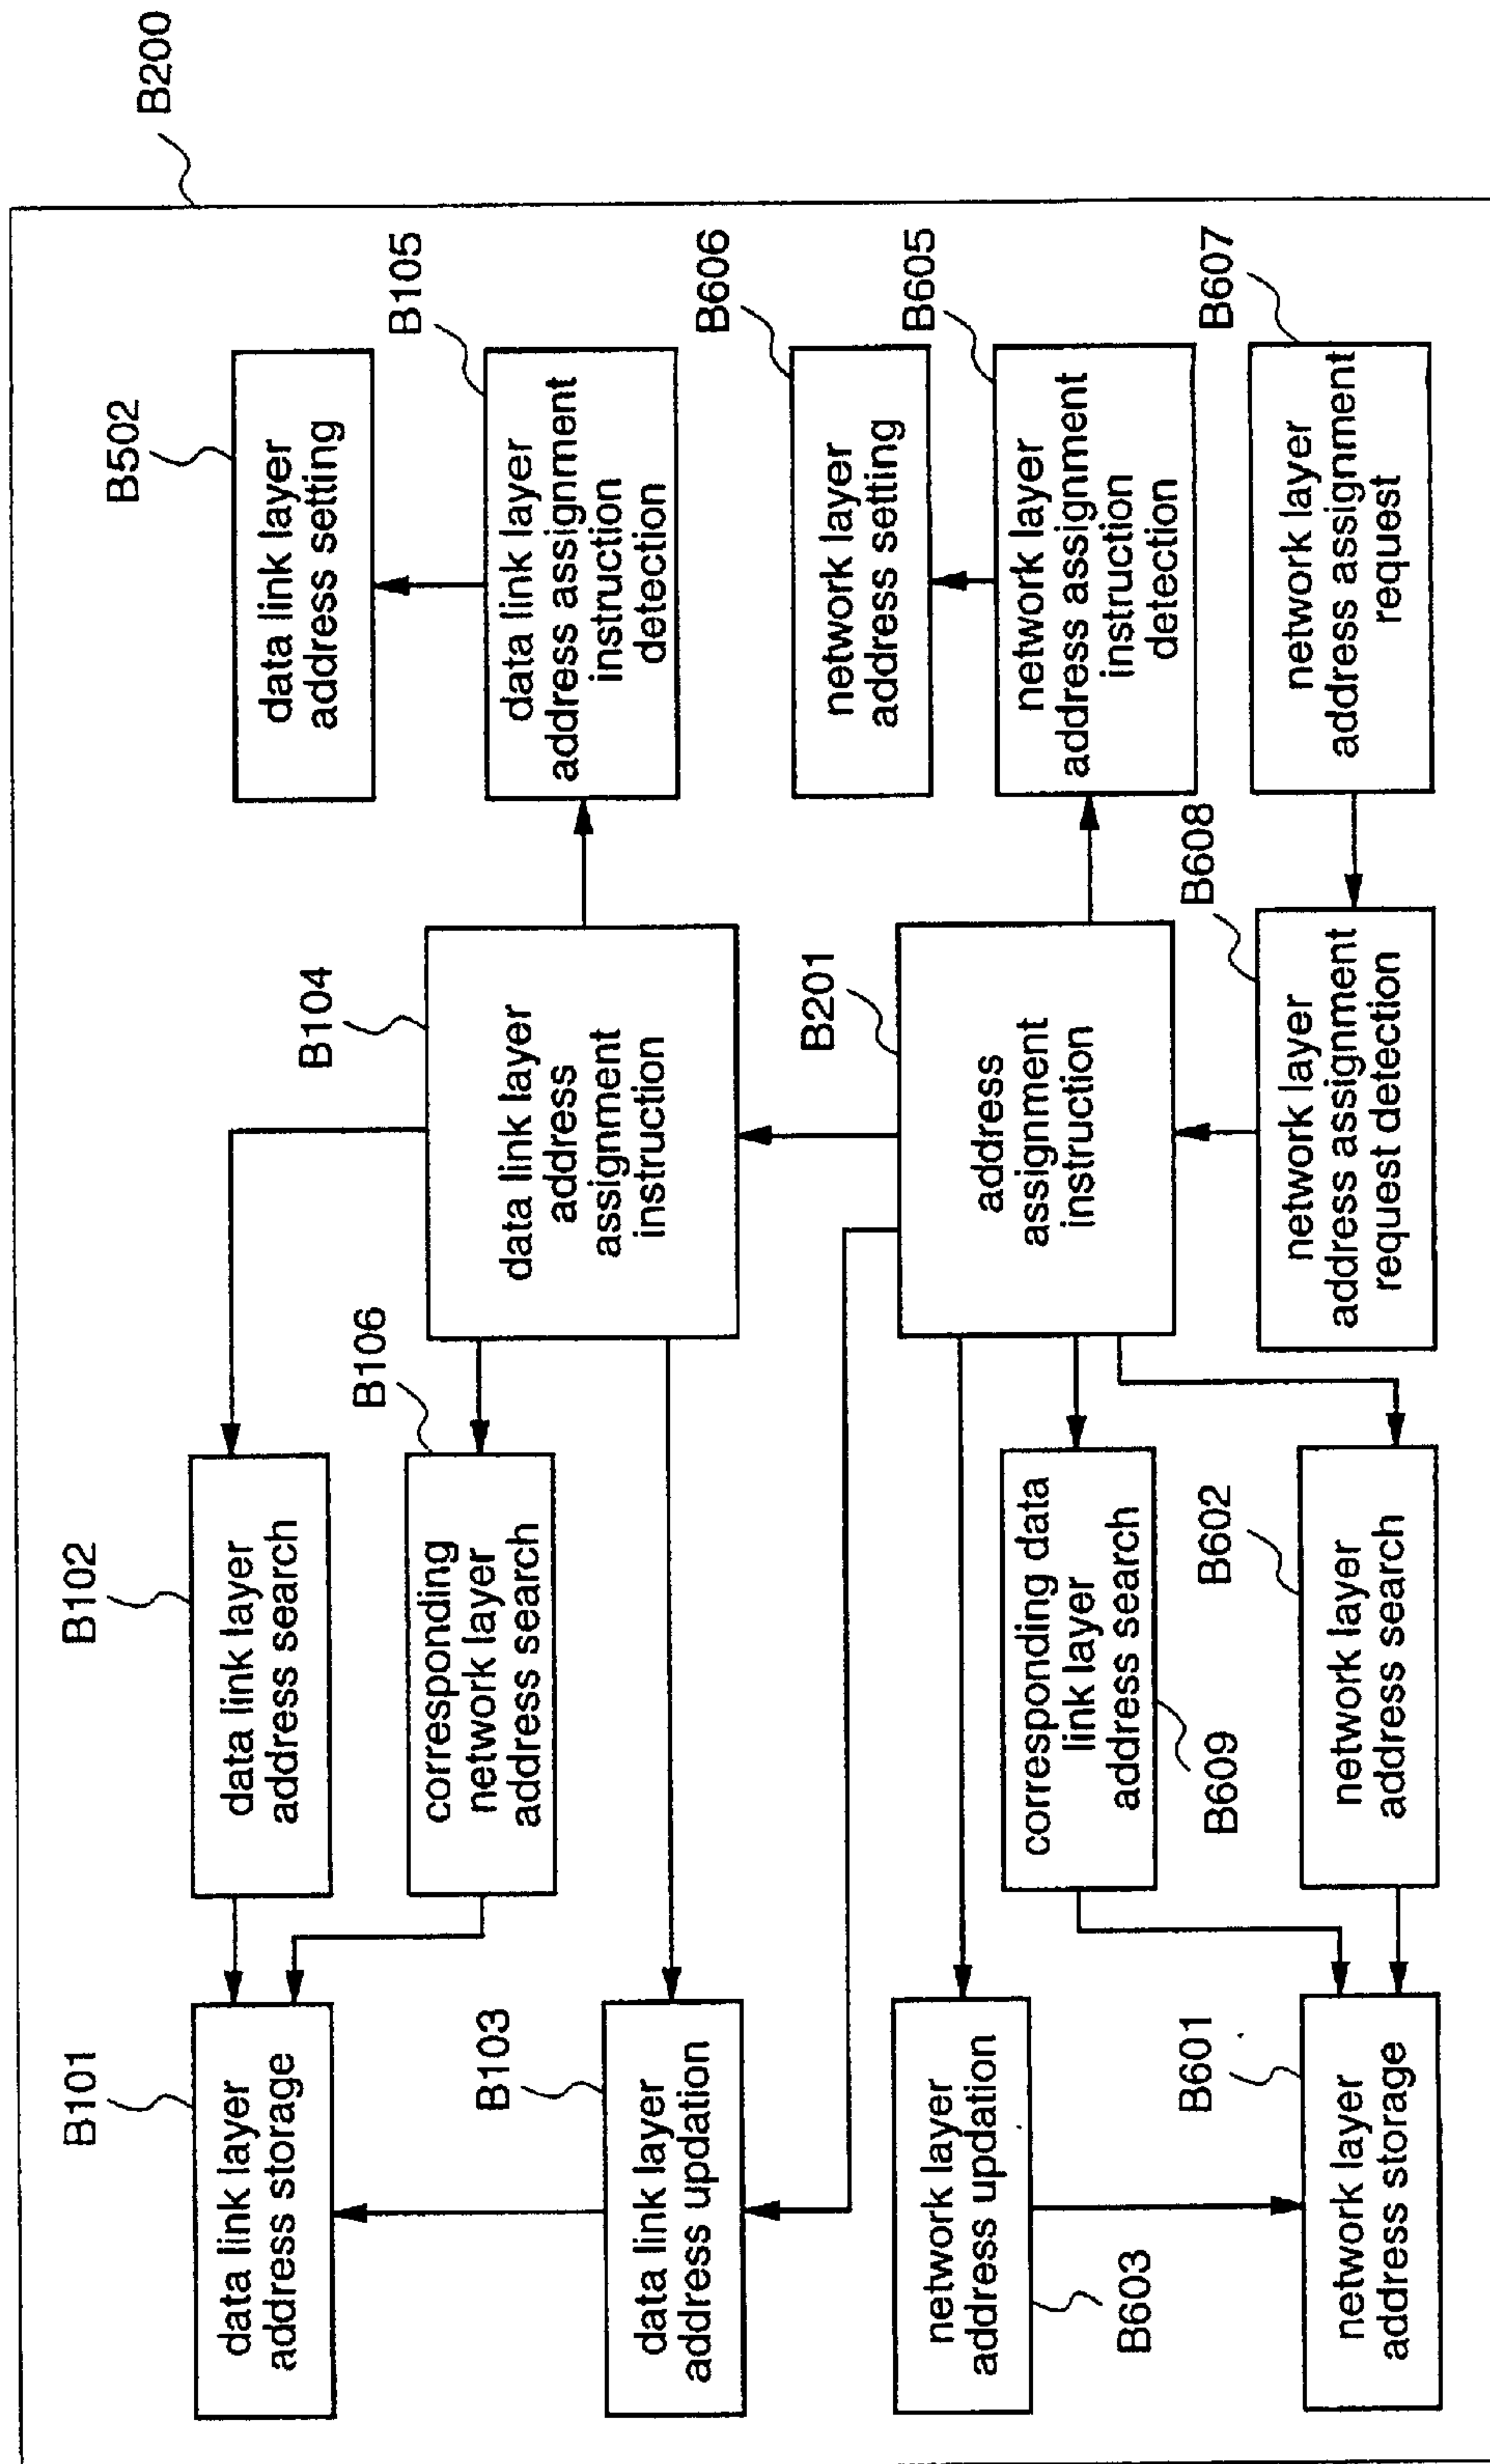 B200
B101
data link layer
address storage
B102
data link layer
address search
B502
data link layer
address setting
B106
corresponding
network layer
address search
B104
data link layer
address
assignment
instruction
B105
data link layer
address assignment
instruction
detection
B103
data link layer
address updation
B606
network layer
address setting
network layer
address updation
B603
B201
address
assignment
instruction
B605
network layer
address assignment
instruction
detection
corresponding data
link layer
address search
B609
B601
network layer
address storage
B602
network layer
address search
B608
network layer
address assignment
request detection
B607
network layer
address assignment
request